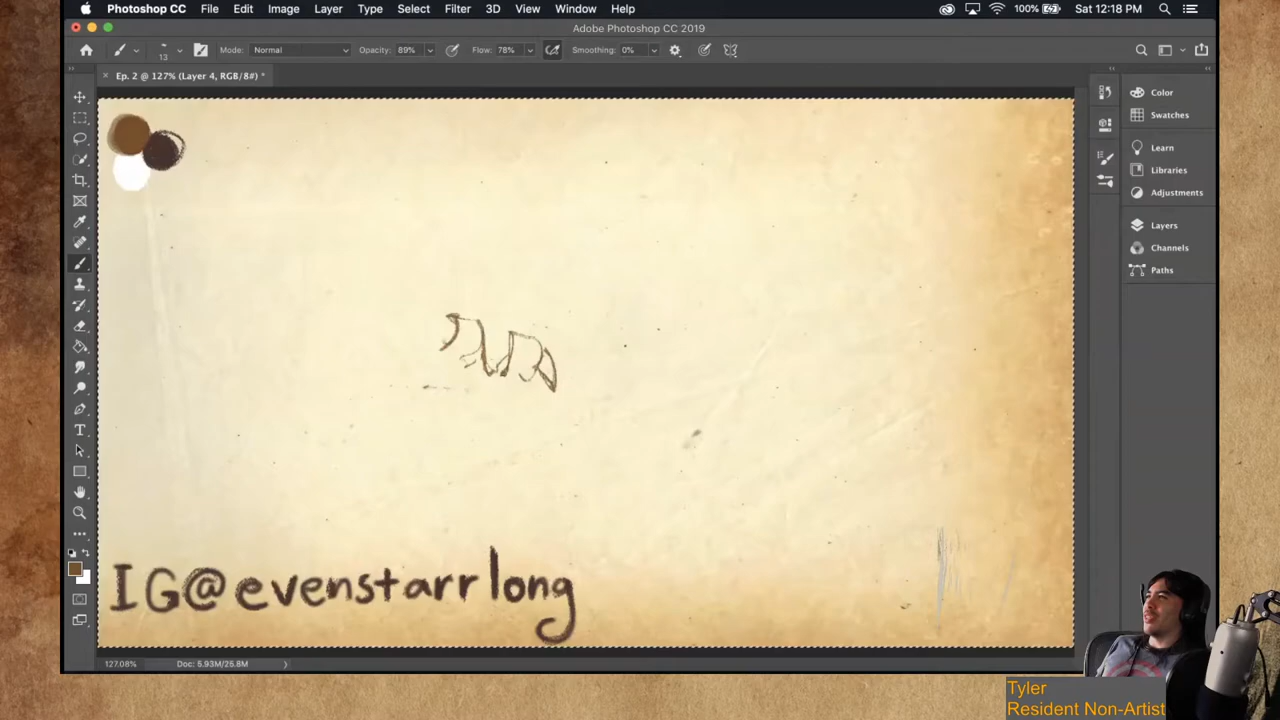 Photoshop CC File Edit Image Layer Type Select Filter 3D View Window Help 100% Sat 12:18 PM
Adobe Photoshop CC 2019
13 Mode: Normal Opacity: 89% Flow: 78% Smoothing: 0%
× Ep. 2 @ 127% (Layer 4, RGB/8#) *
Color
Swatches
Learn
Libraries
Adjustments
Layers
Channels
Paths
IG@evenstarrlong
127.08% Doc: 5.93M/25.8M
Tyler
Resident Non-Artist